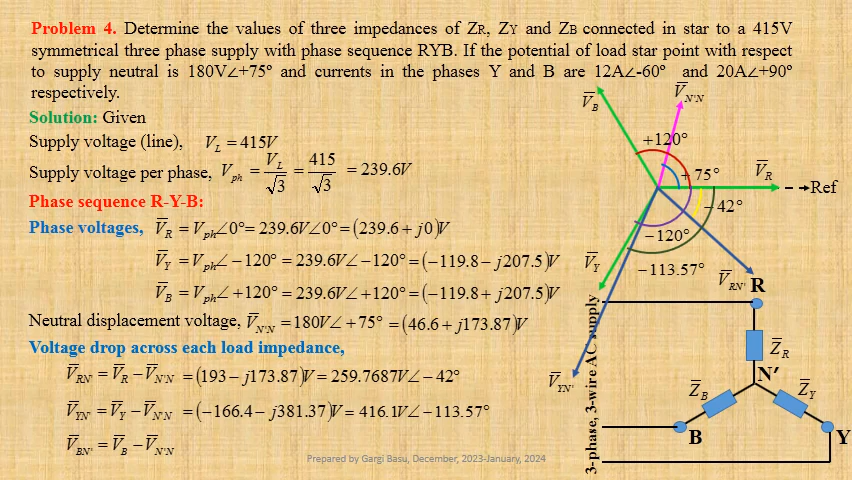 Problem 4. Determine the values of three impedances of Z_R, Z_Y and Z_B connected in star to a 415V
symmetrical three phase supply with phase sequence RYB. If the potential of load star point with respect
to supply neutral is 180V∠+75° and currents in the phases Y and B are 12A∠-60° and 20A∠+90°
respectively.
Solution: Given
Supply voltage (line), V_L = 415V
Supply voltage per phase, V_ph = V_L/√3 = 415/√3 = 239.6V
Phase sequence R-Y-B:
Phase voltages, V̅_R = V_ph∠0° = 239.6V∠0° = (239.6 + j0)V
V̅_Y = V_ph∠−120° = 239.6V∠−120° = (−119.8 − j207.5)V
V̅_B = V_ph∠+120° = 239.6V∠+120° = (−119.8 + j207.5)V
Neutral displacement voltage, V̅_N'N = 180V∠+75° = (46.6 + j173.87)V
Voltage drop across each load impedance,
V̅_RN' = V̅_R − V̅_N'N = (193 − j173.87)V = 259.7687V∠−42°
V̅_YN' = V̅_Y − V̅_N'N = (−166.4 − j381.37)V = 416.1V∠−113.57°
V̅_BN' = V̅_B − V̅_N'N
V̅_B
V̅_N'N
+120°
+75°
V̅_R
Ref
−42°
−120°
V̅_Y
−113.57°
V̅_RN'
V̅_YN'
3-phase, 3-wire AC supply
R
Z̅_R
N′
Z̅_B
Z̅_Y
B
Y
Prepared by Gargi Basu, December, 2023-January, 2024